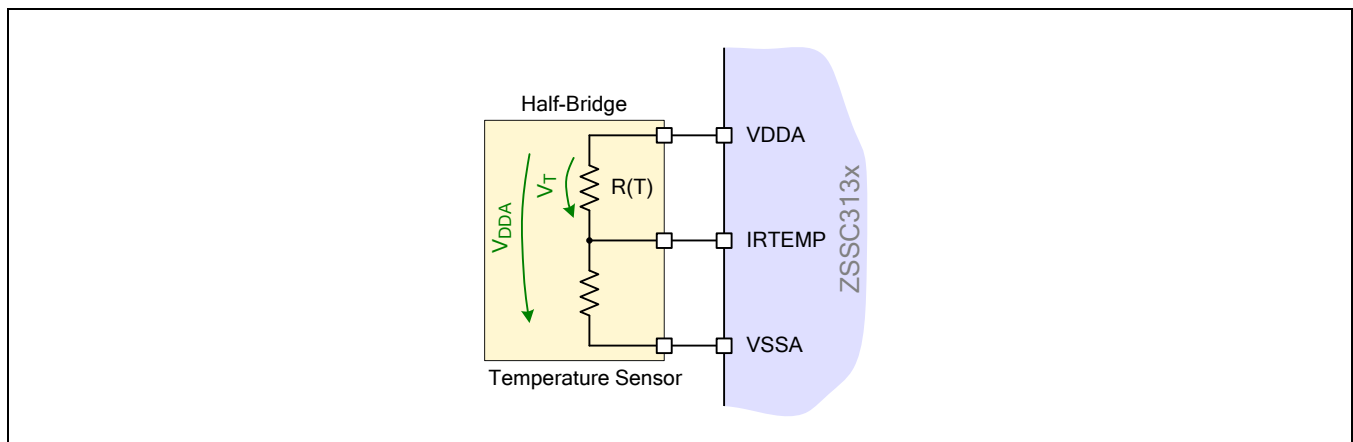 Half-Bridge
VDDA
VT
R(T)
VDDA
IRTEMP
ZSSC313x
VSSA
Temperature Sensor